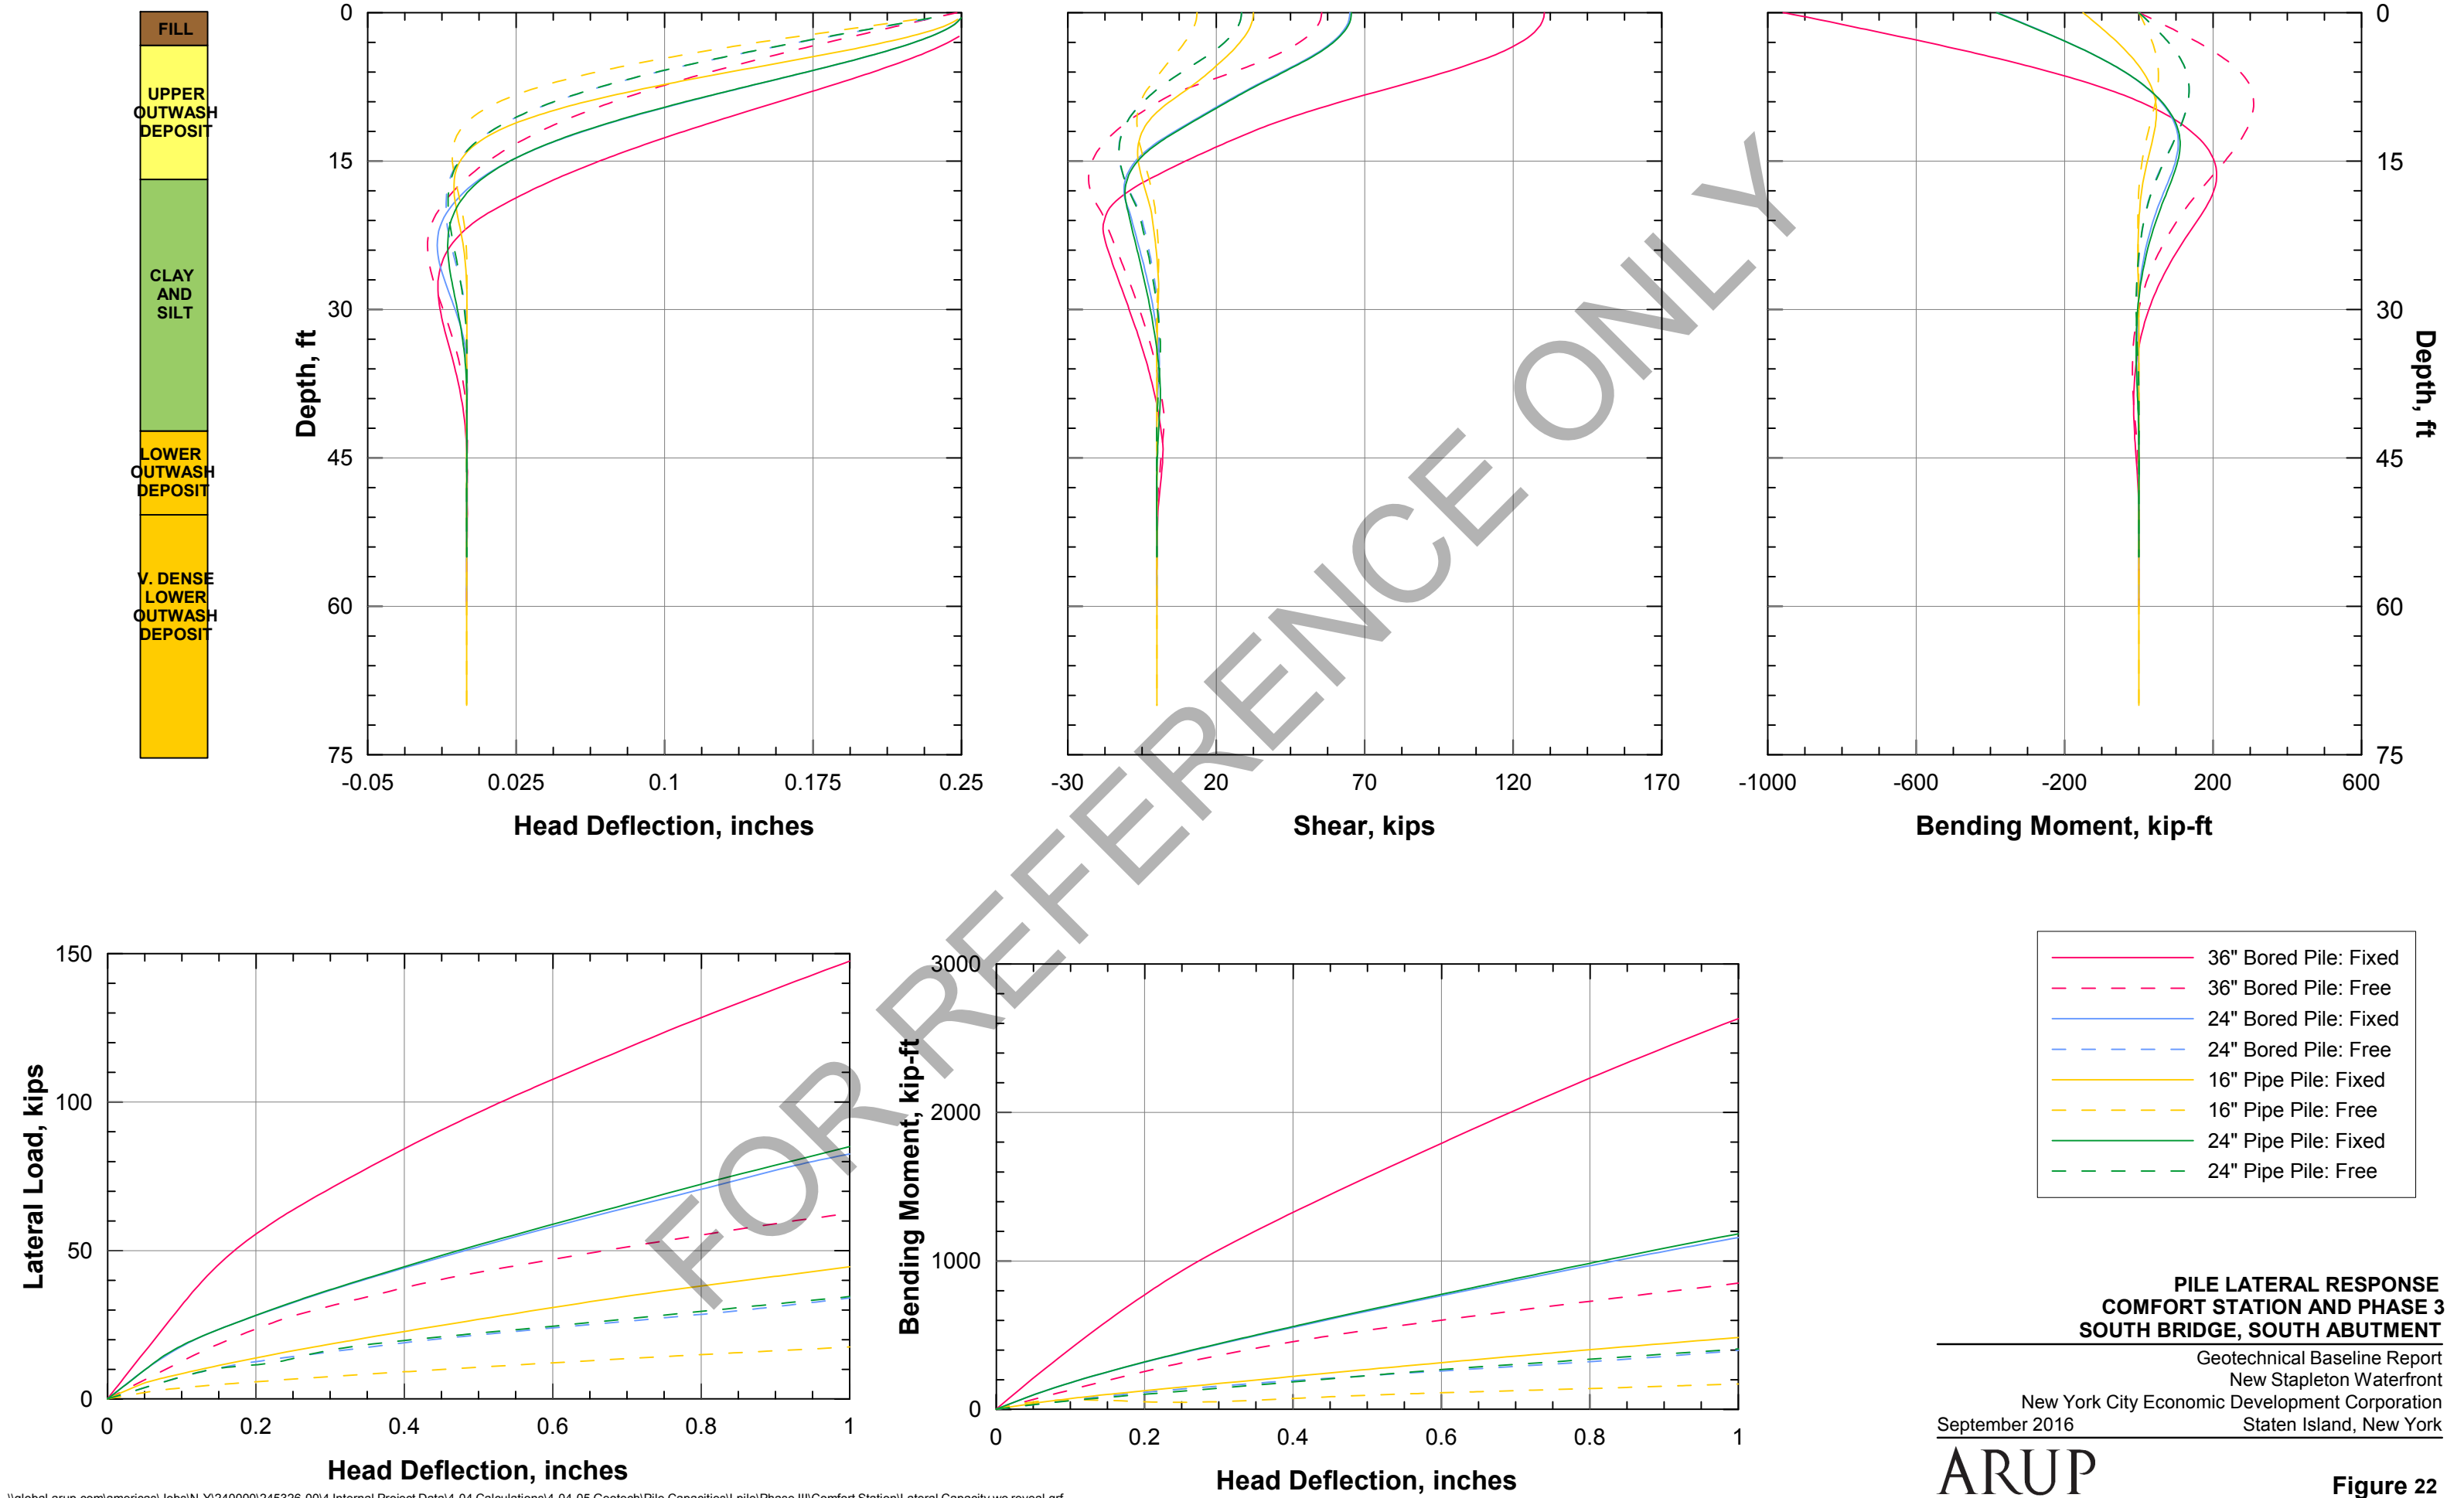 FILL
UPPER
OUTWASH
DEPOSIT
CLAY
AND
SILT
LOWER
OUTWASH
DEPOSIT
V. DENSE
LOWER
OUTWASH
DEPOSIT
0
15
30
45
60
75
Depth, ft
-0.05 0.025 0.1 0.175 0.25
Head Deflection, inches
-30 20 70 120 170
Shear, kips
0
15
30
45
60
75
Depth, ft
-1000 -600 -200 200 600
Bending Moment, kip-ft
FOR REFERENCE ONLY
150
100
50
0
Lateral Load, kips
0 0.2 0.4 0.6 0.8 1
Head Deflection, inches
3000
2000
1000
0
Bending Moment, kip-ft
0 0.2 0.4 0.6 0.8 1
Head Deflection, inches
36" Bored Pile: Fixed
36" Bored Pile: Free
24" Bored Pile: Fixed
24" Bored Pile: Free
16" Pipe Pile: Fixed
16" Pipe Pile: Free
24" Pipe Pile: Fixed
24" Pipe Pile: Free
PILE LATERAL RESPONSE
COMFORT STATION AND PHASE 3
SOUTH BRIDGE, SOUTH ABUTMENT
Geotechnical Baseline Report
New Stapleton Waterfront
New York City Economic Development Corporation
September 2016 Staten Island, New York
ARUP
Figure 22